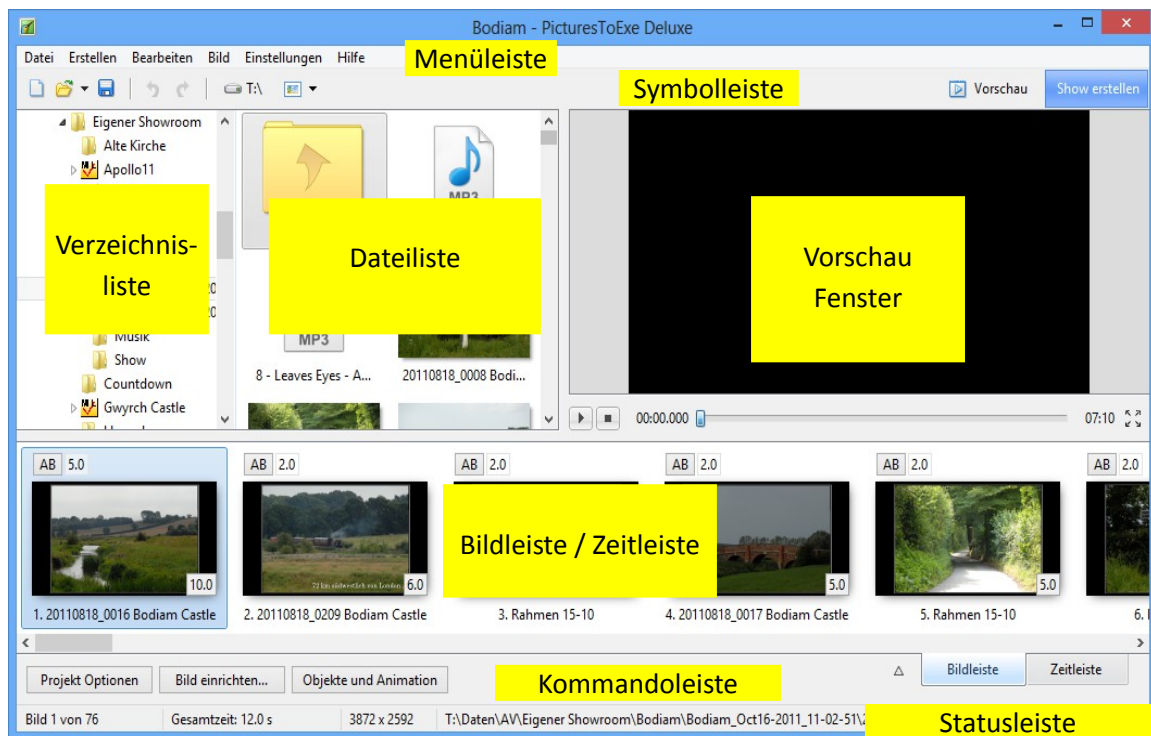 Bodiam - PicturesToExe Deluxe
Datei Erstellen Bearbeiten Bild Einstellungen Hilfe
Menüleiste
T:\
Symbolleiste
Vorschau
Show erstellen
Eigener Showroom
Alte Kirche
Apollo11
Verzeichnis-
liste
Musik
Show
Countdown
Gwyrch Castle
MP3
Dateiliste
MP3
8 - Leaves Eyes - A...
20110818_0008 Bodi...
Vorschau
Fenster
00:00.000
07:10
AB 5.0
AB 2.0
AB 2.0
AB 2.0
AB 2.0
AB 2.0
Bildleiste / Zeitleiste
72 km südwestlich von London
10.0
6.0
5.0
5.0
1. 20110818_0016 Bodiam Castle
2. 20110818_0209 Bodiam Castle
3. Rahmen 15-10
4. 20110818_0017 Bodiam Castle
5. Rahmen 15-10
6.
Projekt Optionen
Bild einrichten...
Objekte und Animation
Kommandoleiste
Bildleiste
Zeitleiste
Bild 1 von 76
Gesamtzeit: 12.0 s
3872 x 2592
T:\Daten\AV\Eigener Showroom\Bodiam\Bodiam_Oct16-2011_11-02-51\
Statusleiste